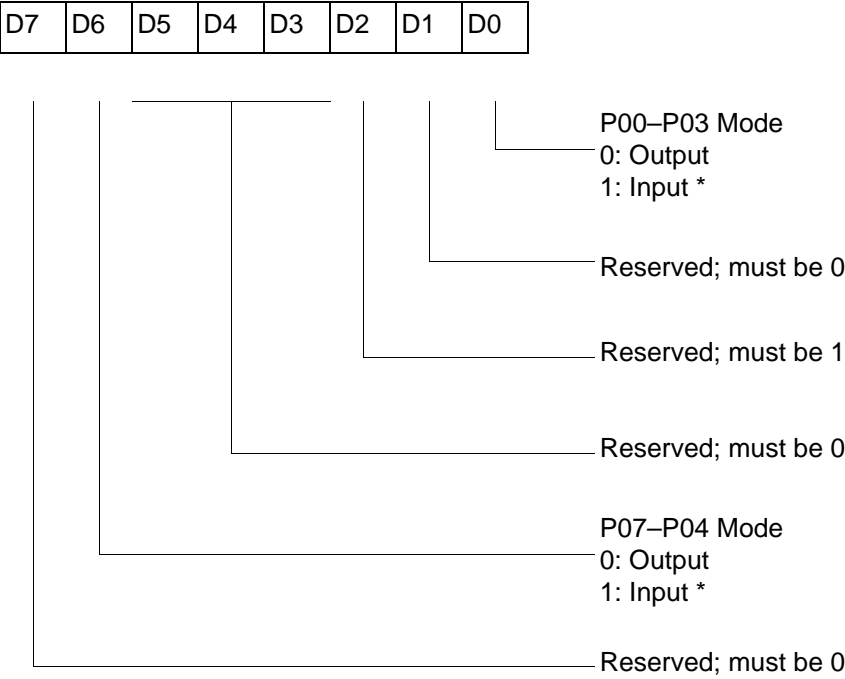 D7 D6 D5 D4 D3 D2 D1 D0
P00–P03 Mode
0: Output
1: Input *
Reserved; must be 0
Reserved; must be 1
Reserved; must be 0
P07–P04 Mode
0: Output
1: Input *
Reserved; must be 0